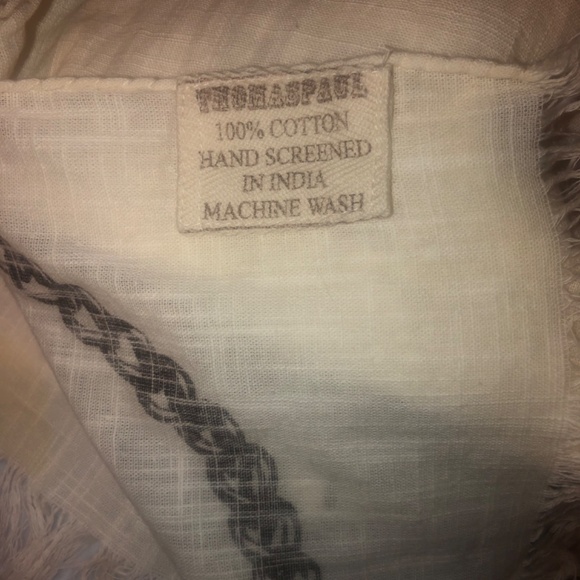 THOMASPAUL
100% COTTON
HAND SCREENED
IN INDIA
MACHINE WASH